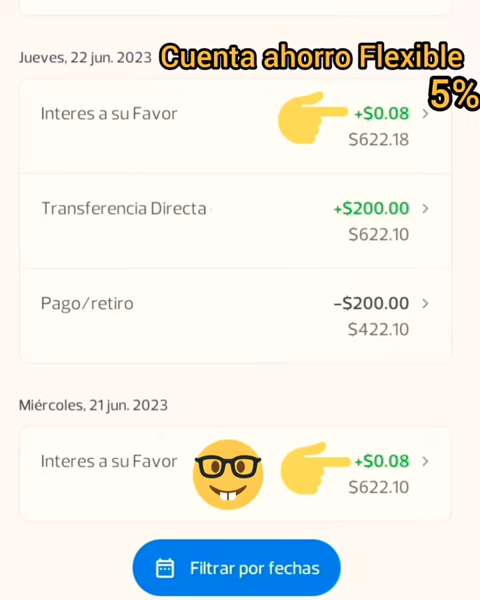 Jueves, 22 jun. 2023 Cuenta ahorro Flexible
5%
Interes a su Favor +$0.08
$622.18
Transferencia Directa +$200.00
$622.10
Pago/retiro -$200.00
$422.10
Miércoles, 21 jun. 2023
Interes a su Favor +$0.08
$622.10
Filtrar por fechas